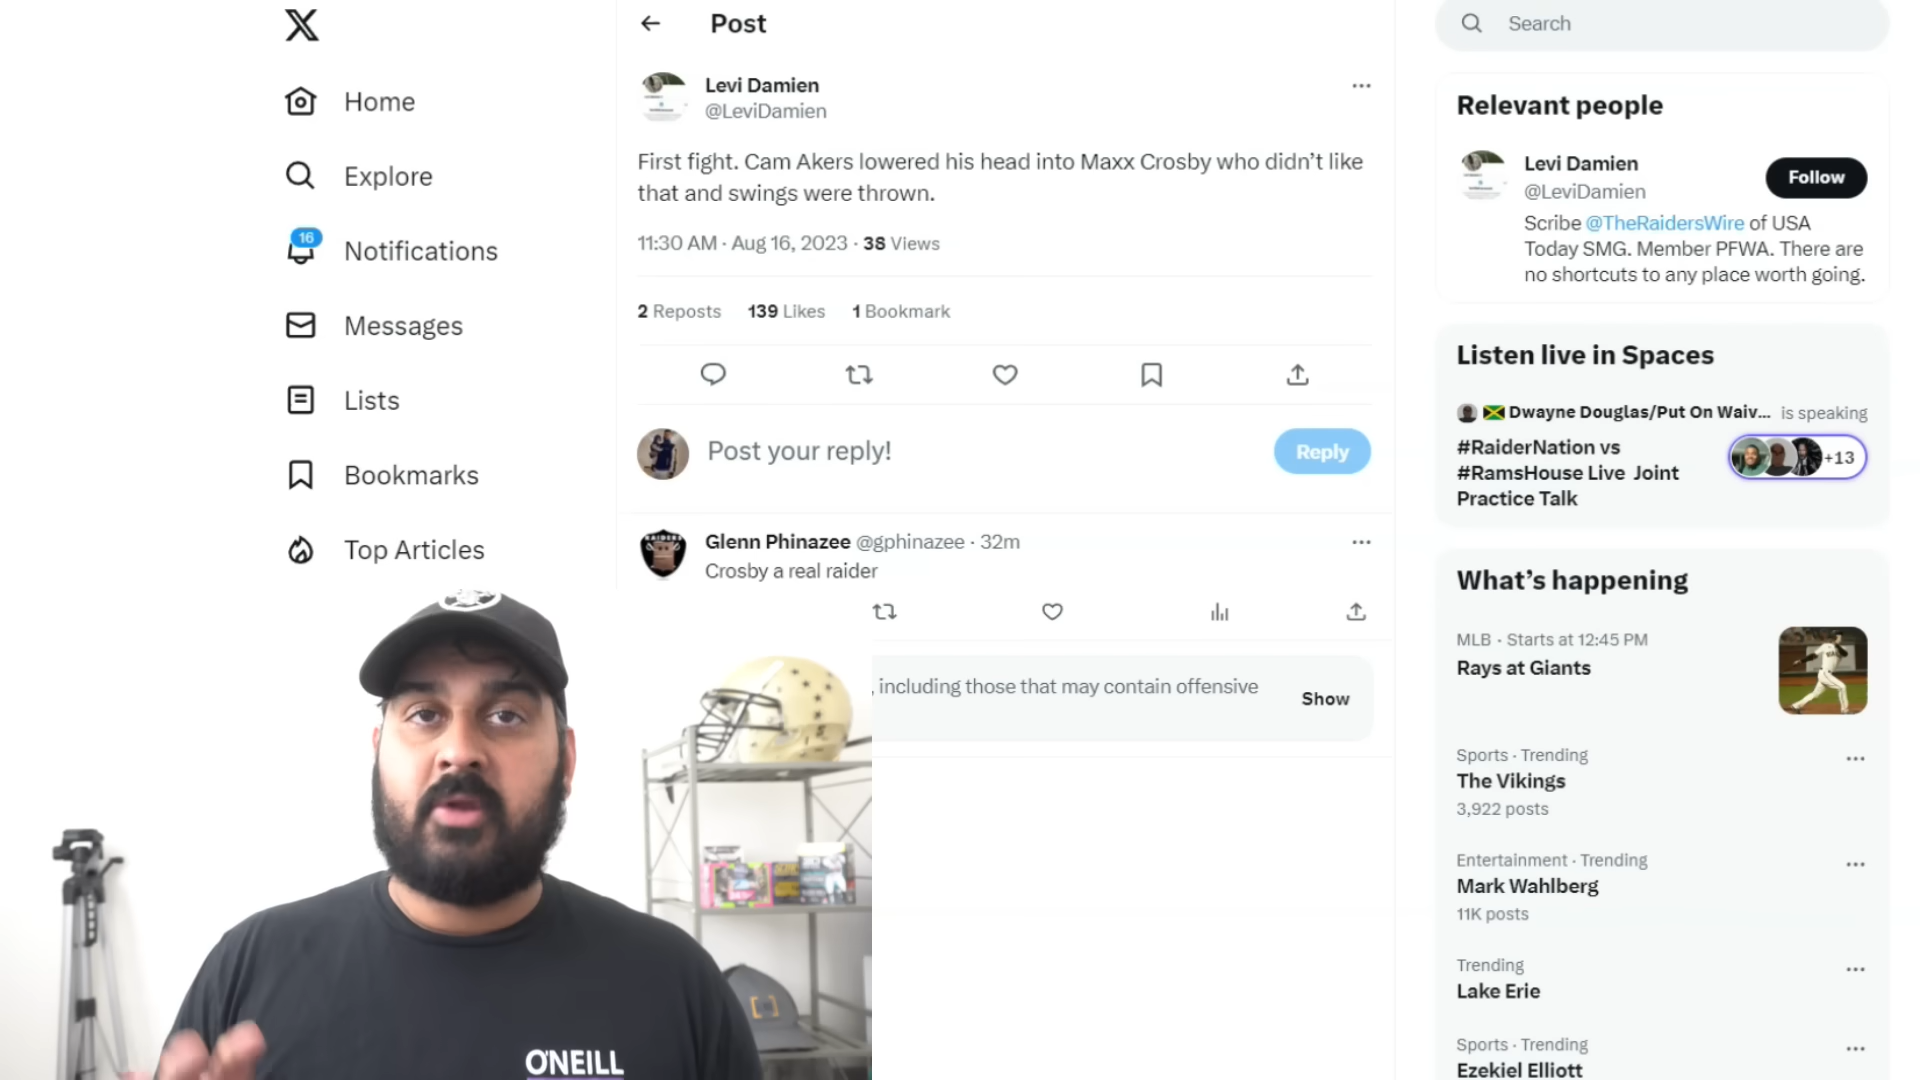 Post
Search
Home
Explore
16
Notifications
Messages
Lists
Bookmarks
Top Articles
Levi Damien
@LeviDamien
First fight. Cam Akers lowered his head into Maxx Crosby who didn’t like
that and swings were thrown.
11:30 AM · Aug 16, 2023 · 38 Views
2 Reposts 139 Likes 1 Bookmark
Post your reply!
Reply
Glenn Phinazee @gphinazee · 32m
Crosby a real raider
, including those that may contain offensive
Show
Relevant people
Levi Damien
@LeviDamien
Follow
Scribe @TheRaidersWire of USA
Today SMG. Member PFWA. There are
no shortcuts to any place worth going.
Listen live in Spaces
Dwayne Douglas/Put On Waiv... is speaking
#RaiderNation vs
#RamsHouse Live Joint
Practice Talk
+13
What’s happening
MLB · Starts at 12:45 PM
Rays at Giants
Sports · Trending
The Vikings
3,922 posts
Entertainment · Trending
Mark Wahlberg
11K posts
Trending
Lake Erie
Sports · Trending
Ezekiel Elliott
O'NEILL